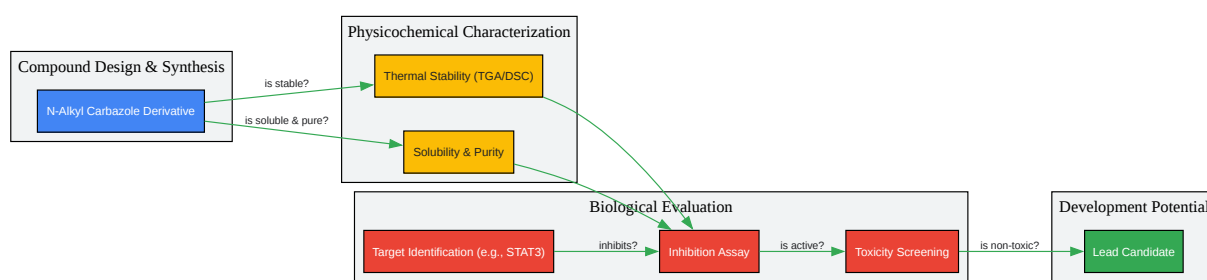 Compound Design & Synthesis
N-Alkyl Carbazole Derivative
is stable?
is soluble & pure?
Physicochemical Characterization
Thermal Stability (TGA/DSC)
Solubility & Purity
Biological Evaluation
Target Identification (e.g., STAT3)
inhibits?
Inhibition Assay
is active?
Toxicity Screening
is non-toxic?
Development Potential
Lead Candidate